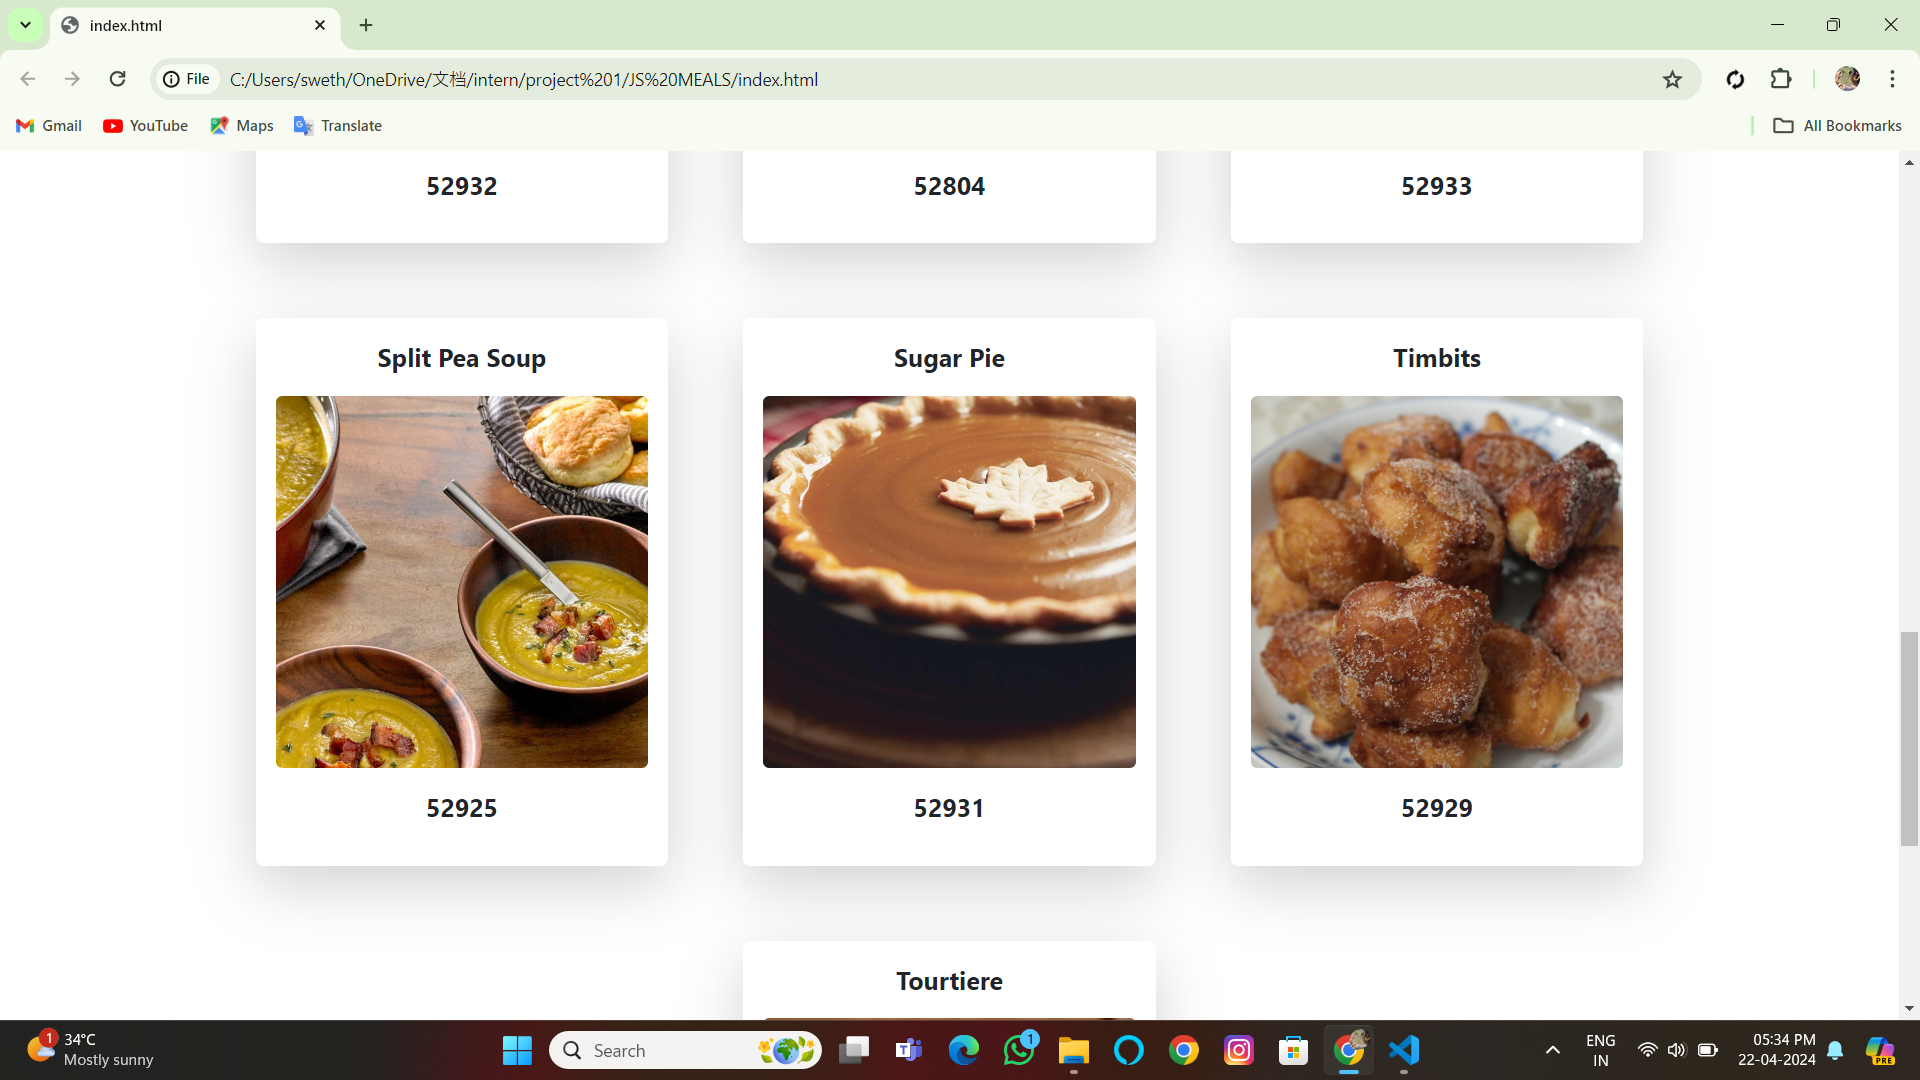 index.html
File
C:/Users/sweth/OneDrive/文档/intern/project%201/JS%20MEALS/index.html
Gmail
YouTube
Maps
Translate
All Bookmarks
52932
52804
52933
Split Pea Soup
Sugar Pie
Timbits
52925
52931
52929
Tourtiere
1
34°C
Mostly sunny
Search
1
ENG
IN
05:34 PM
22-04-2024
PRE